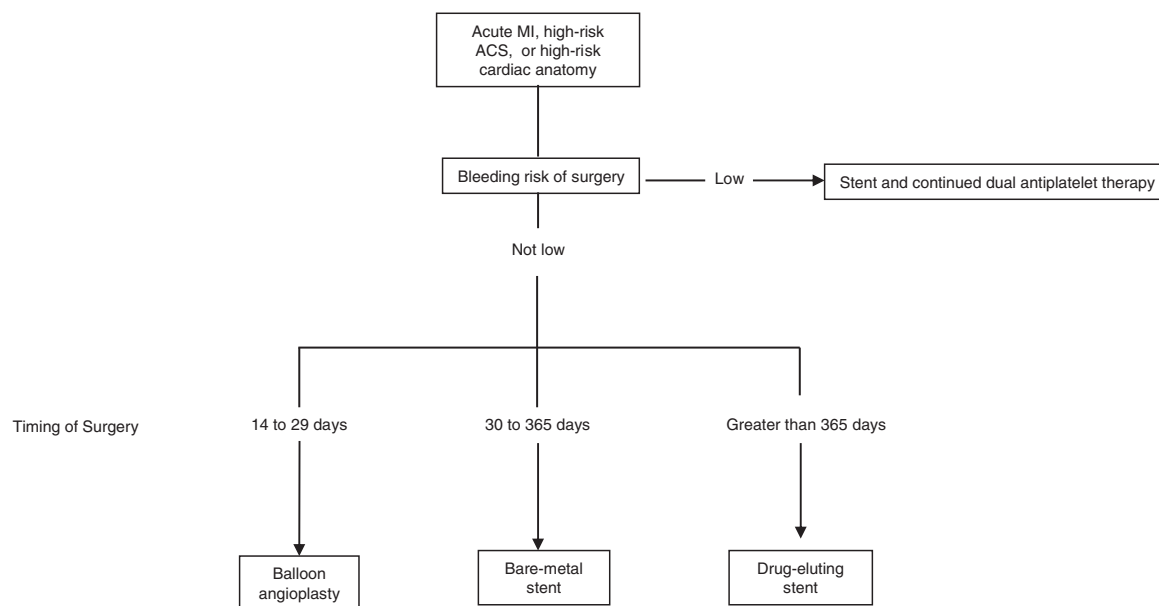 Acute MI, high-risk
ACS, or high-risk
cardiac anatomy
Bleeding risk of surgery
Low
Stent and continued dual antiplatelet therapy
Not low
Timing of Surgery
14 to 29 days
30 to 365 days
Greater than 365 days
Balloon
angioplasty
Bare-metal
stent
Drug-eluting
stent